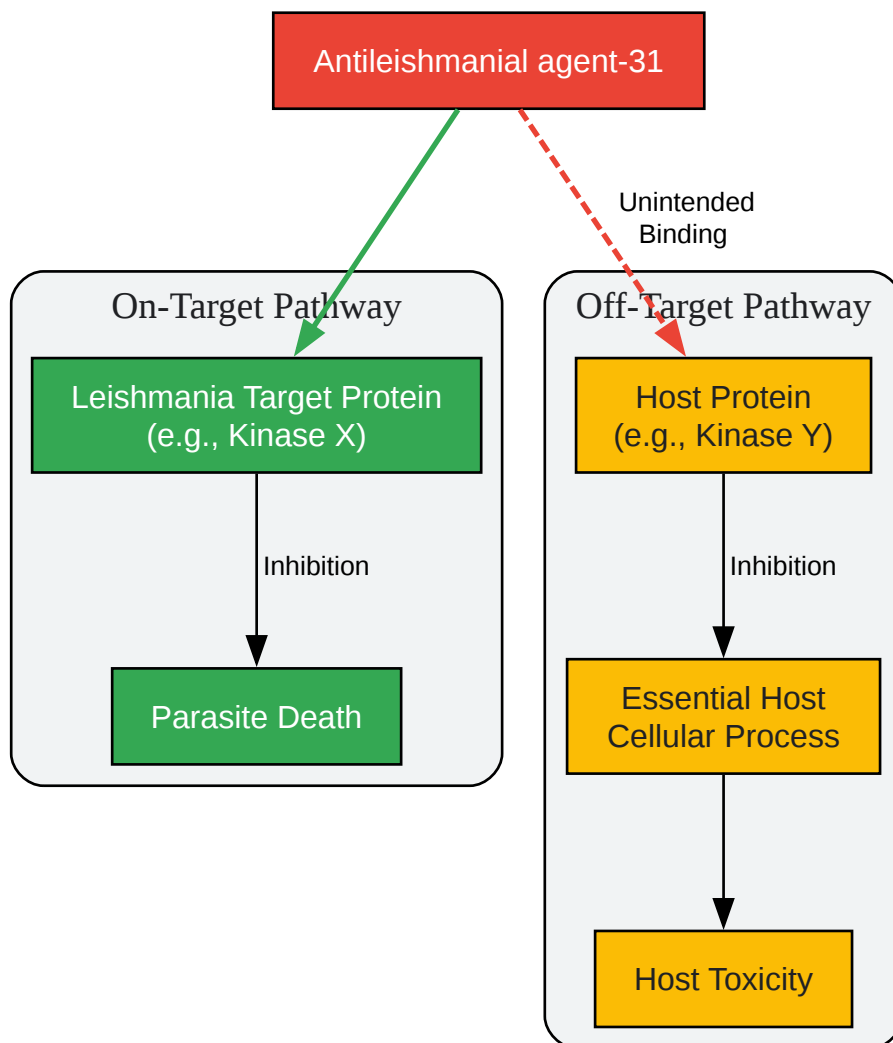 Antileishmanial agent-31
Unintended
Binding
On-Target Pathway
Leishmania Target Protein
(e.g., Kinase X)
Inhibition
Parasite Death
Off-Target Pathway
Host Protein
(e.g., Kinase Y)
Inhibition
Essential Host
Cellular Process
Host Toxicity